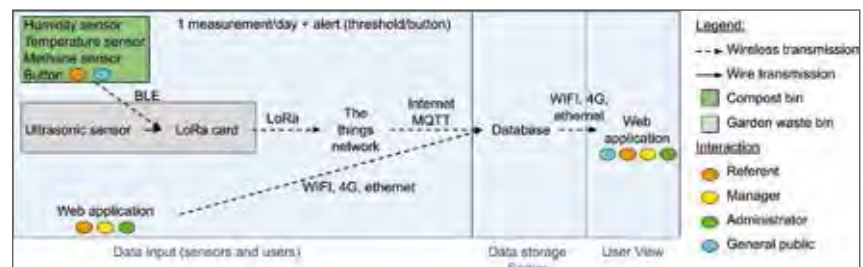 Humidity sensor
Temperature sensor
Methane sensor
Button
1 measurement/day + alert (threshold/button)
BLE
Ultrasonic sensor
LoRa card
LoRa
The
things
network
Internet
MQTT
Database
WIFI, 4G,
ethernet
Web
application
WIFI, 4G, ethernet
Web application
Data input (sensors and users)
Data storage
User View
Legend:
Wireless transmission
Wire transmission
Compost bin
Garden waste bin
Interaction
Referent
Manager
Administrator
General public